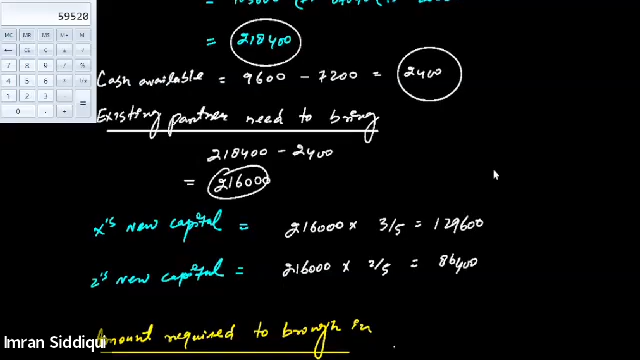 59520
= 218400
Cash available = 9600 - 7200 = 2400
Existing partner need to bring
218400 - 2400
= 216000
x's new capital = 216000 x 3/5 = 129600
z's new capital = 216000 x 2/5 = 86400
Amount required to brough in
Imran Siddiqui